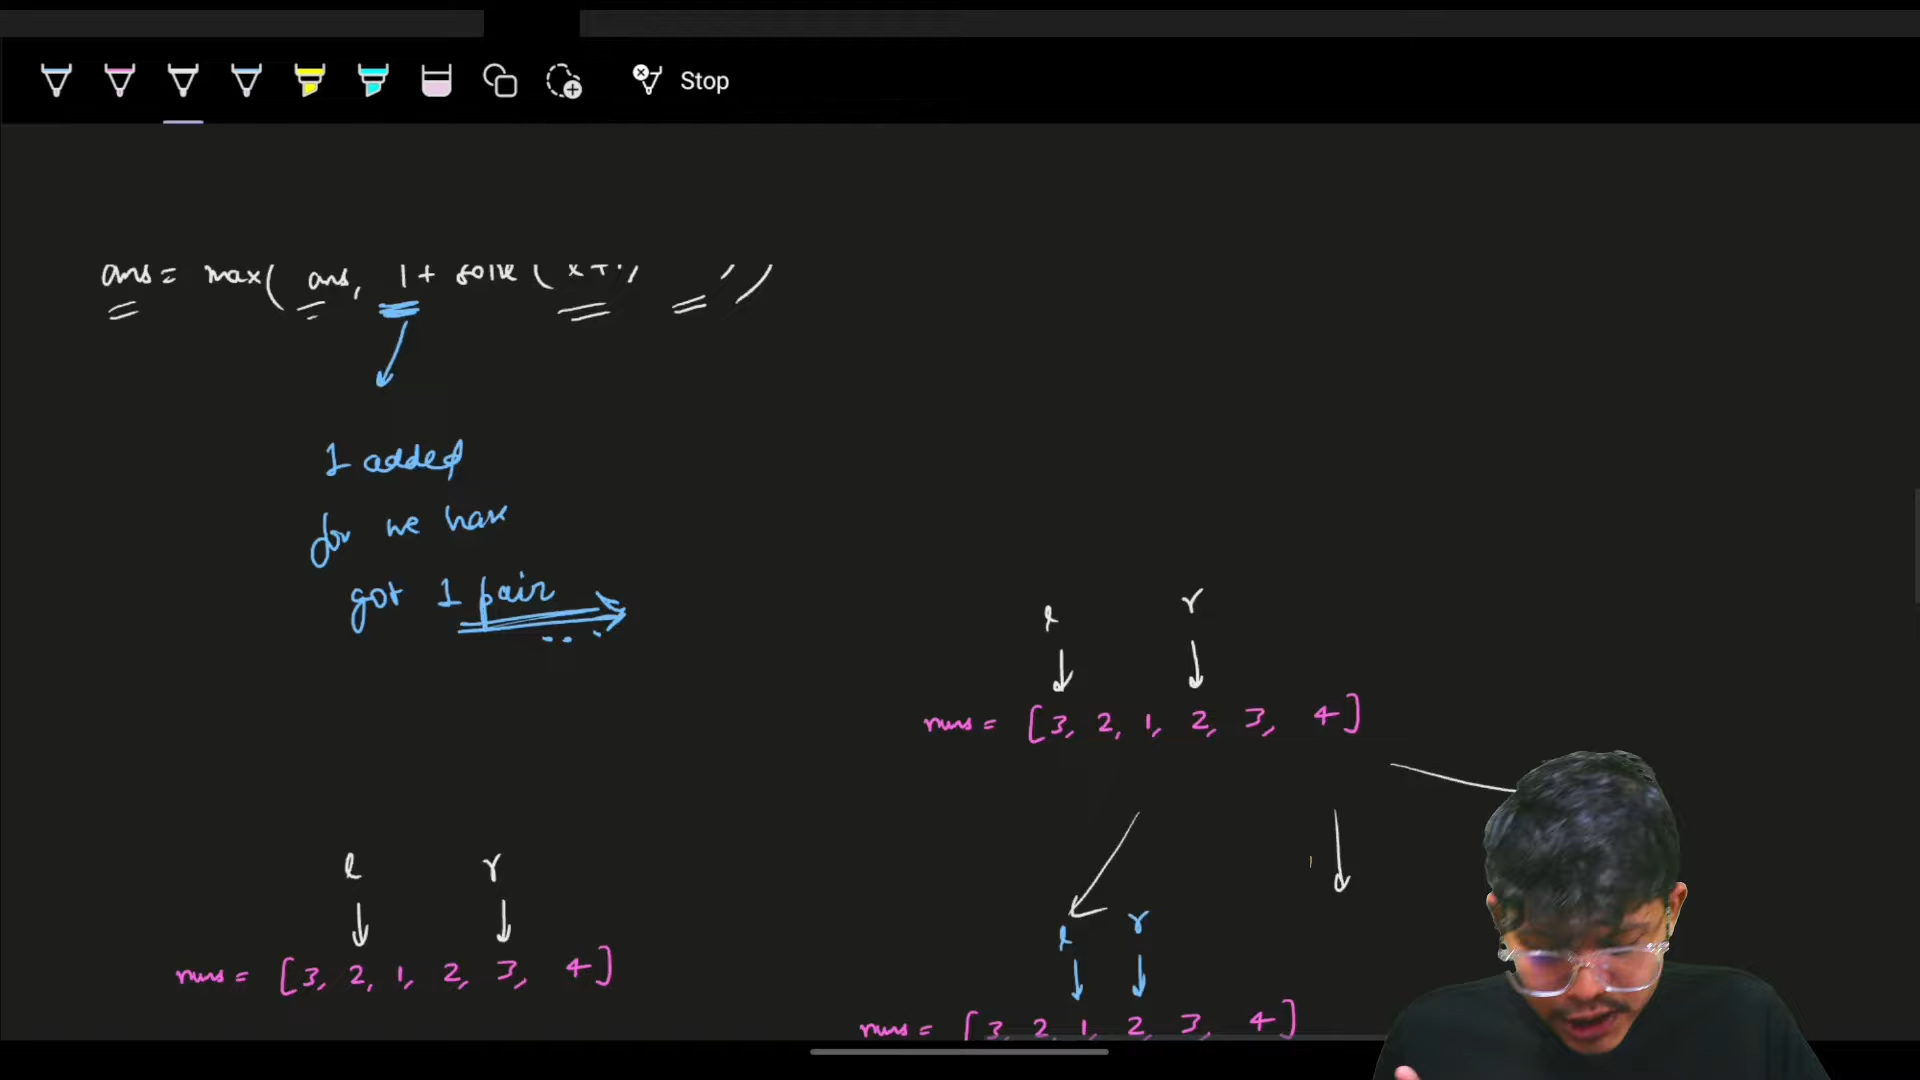 Stop
ans = max( ans, 1 + solve (
1 added
for we have
got 1 pair
l r
nums = [3, 2, 1, 2, 3, 4]
l r
nums = [3, 2, 1, 2, 3, 4]
l r
nums = [3, 2, 1, 2, 3, 4]